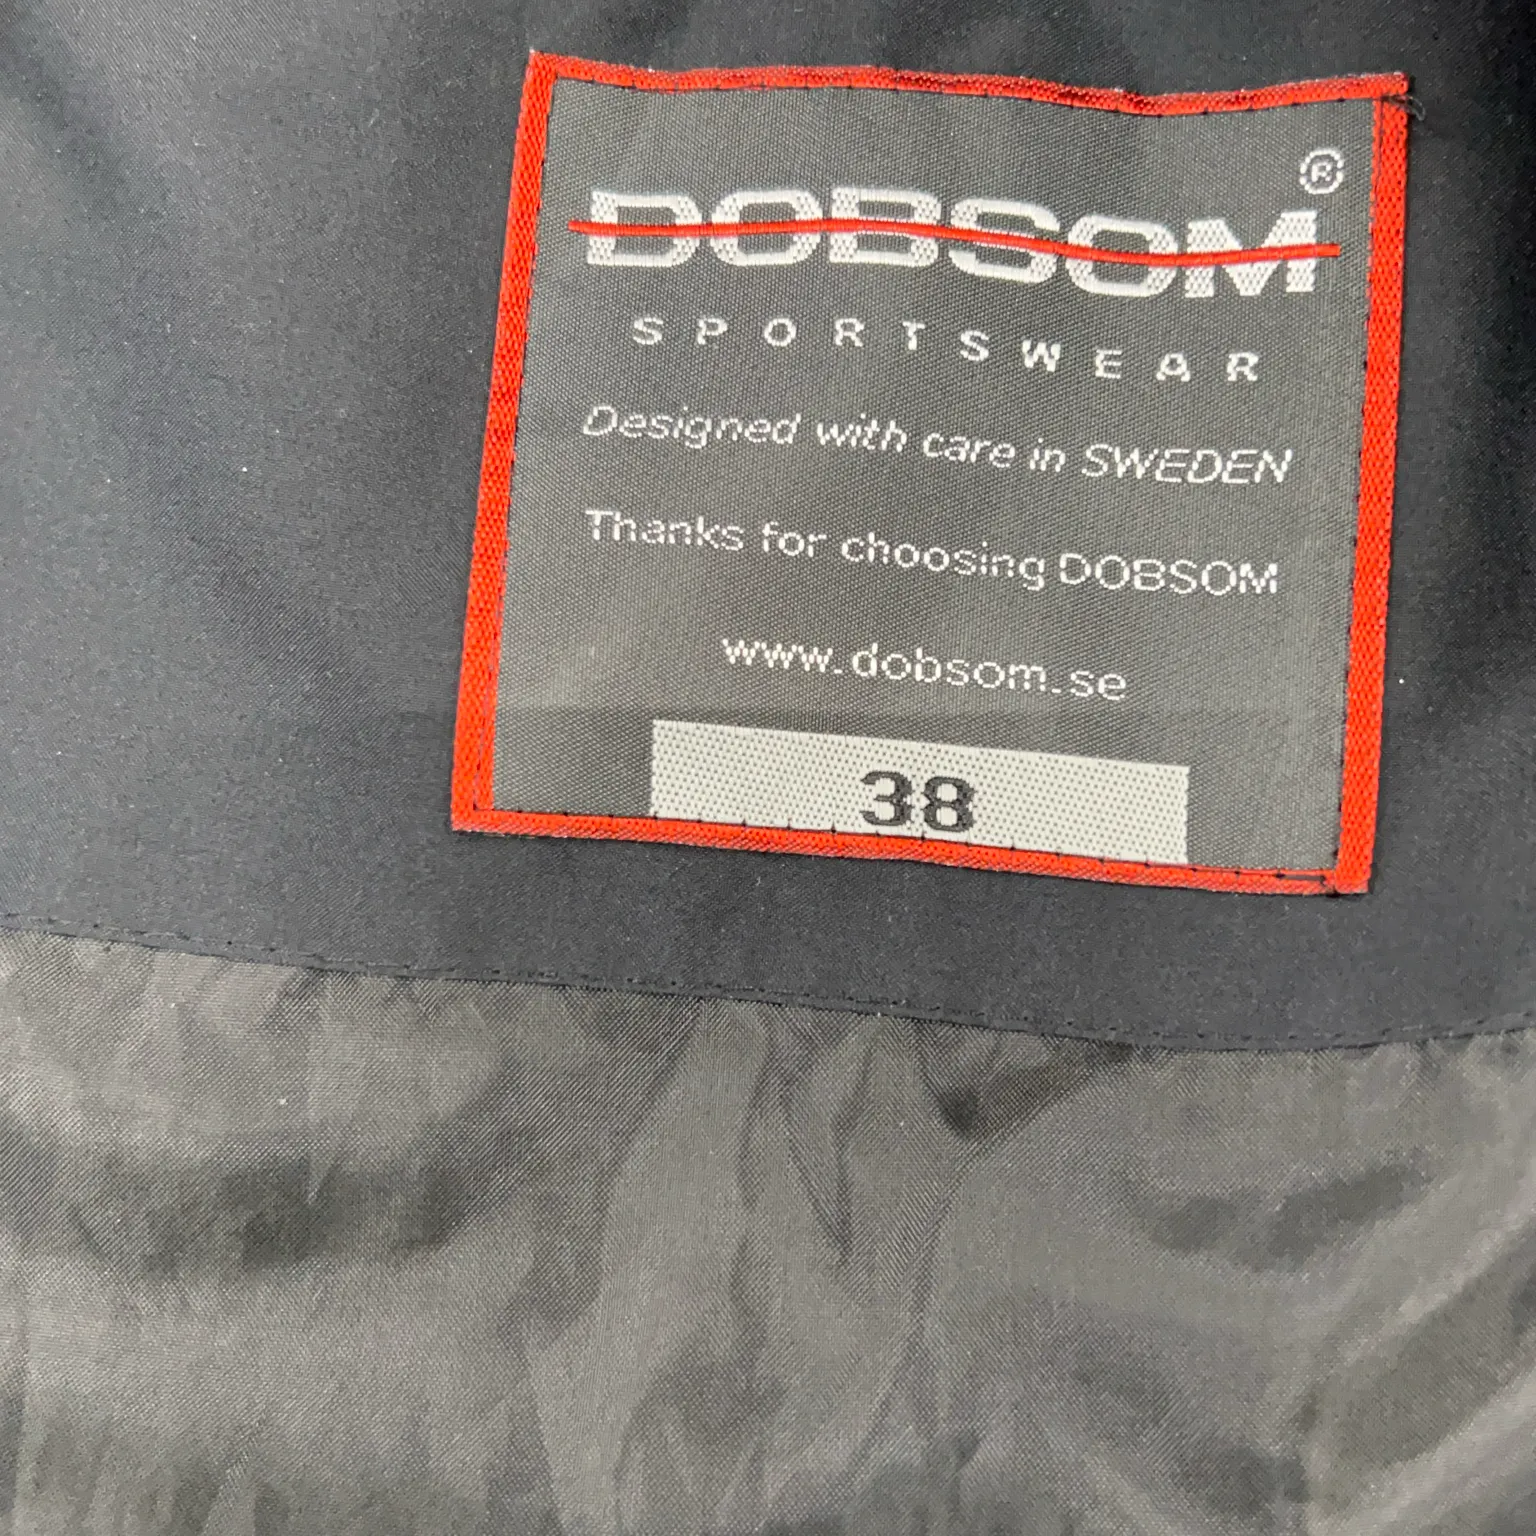 DOBSOM®
SPORTSWEAR
Designed with care in SWEDEN
Thanks for choosing DOBSOM
www.dobsom.se
38